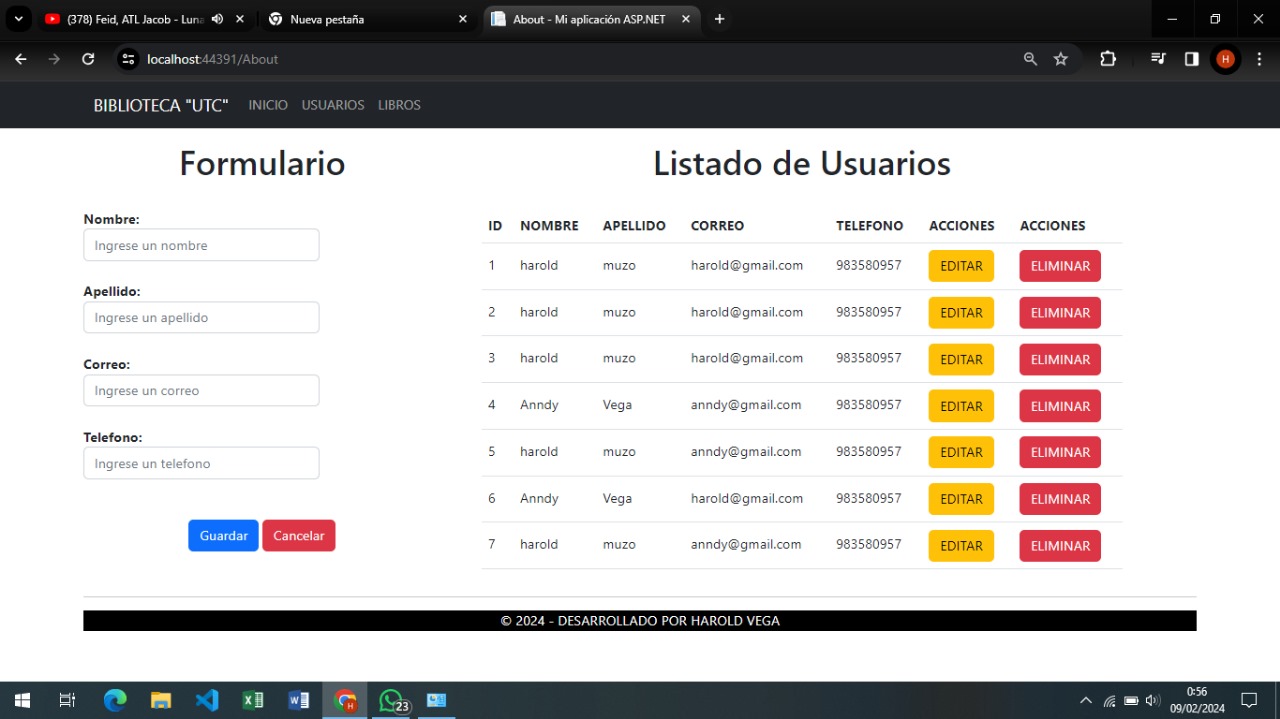 (378) Feid, ATL Jacob - Luna
Nueva pestaña
About - Mi aplicación ASP.NET
localhost:44391/About
H
BIBLIOTECA "UTC" INICIO USUARIOS LIBROS
Formulario
Nombre:
Ingrese un nombre
Apellido:
Ingrese un apellido
Correo:
Ingrese un correo
Telefono:
Ingrese un telefono
Guardar Cancelar
Listado de Usuarios
ID NOMBRE APELLIDO CORREO TELEFONO ACCIONES ACCIONES
1 harold muzo harold@gmail.com 983580957 EDITAR ELIMINAR
2 harold muzo harold@gmail.com 983580957 EDITAR ELIMINAR
3 harold muzo harold@gmail.com 983580957 EDITAR ELIMINAR
4 Anndy Vega anndy@gmail.com 983580957 EDITAR ELIMINAR
5 harold muzo anndy@gmail.com 983580957 EDITAR ELIMINAR
6 Anndy Vega harold@gmail.com 983580957 EDITAR ELIMINAR
7 harold muzo anndy@gmail.com 983580957 EDITAR ELIMINAR
© 2024 - DESARROLLADO POR HAROLD VEGA
H
23
0:56
09/02/2024